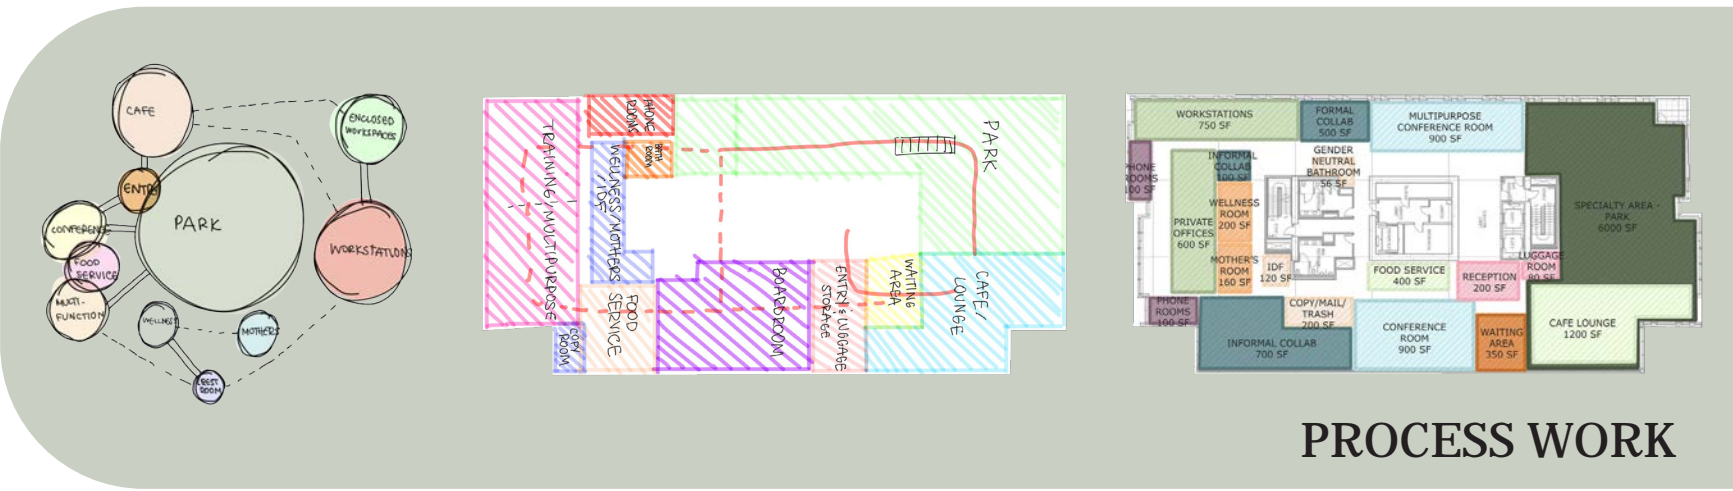 CAFE
ENCLOSED
WORKSPACES
ENTRY
PARK
CONFERENCE
FOOD
SERVICE
WORKSTATIONS
MULTI-
FUNCTION
WELLNESS
MOTHERS
REST
ROOM
TRAINING/MULTIPURPOSE
PHONE
ROOMS
BATH
ROOM
WELLNESS/MOTHERS
/IDF
PARK
COPY
ROOM
FOOD
SERVICE
BOARDROOM
ENTRY & LUGGAGE
STORAGE
WAITING
AREA
CAFE/
LOUNGE
WORKSTATIONS
750 SF
FORMAL
COLLAB
500 SF
MULTIPURPOSE
CONFERENCE ROOM
900 SF
PHONE
ROOMS
100 SF
INFORMAL
COLLAB
100 SF
GENDER
NEUTRAL
BATHROOM
56 SF
PRIVATE
OFFICES
600 SF
WELLNESS
ROOM
200 SF
SPECIALTY AREA -
PARK
6000 SF
MOTHER'S
ROOM
160 SF
IDF
120 SF
FOOD SERVICE
400 SF
RECEPTION
200 SF
LUGGAGE
ROOM
80 SF
PHONE
ROOMS
100 SF
COPY/MAIL/
TRASH
200 SF
INFORMAL COLLAB
700 SF
CONFERENCE
ROOM
900 SF
WAITING
AREA
350 SF
CAFE LOUNGE
1200 SF
PROCESS WORK